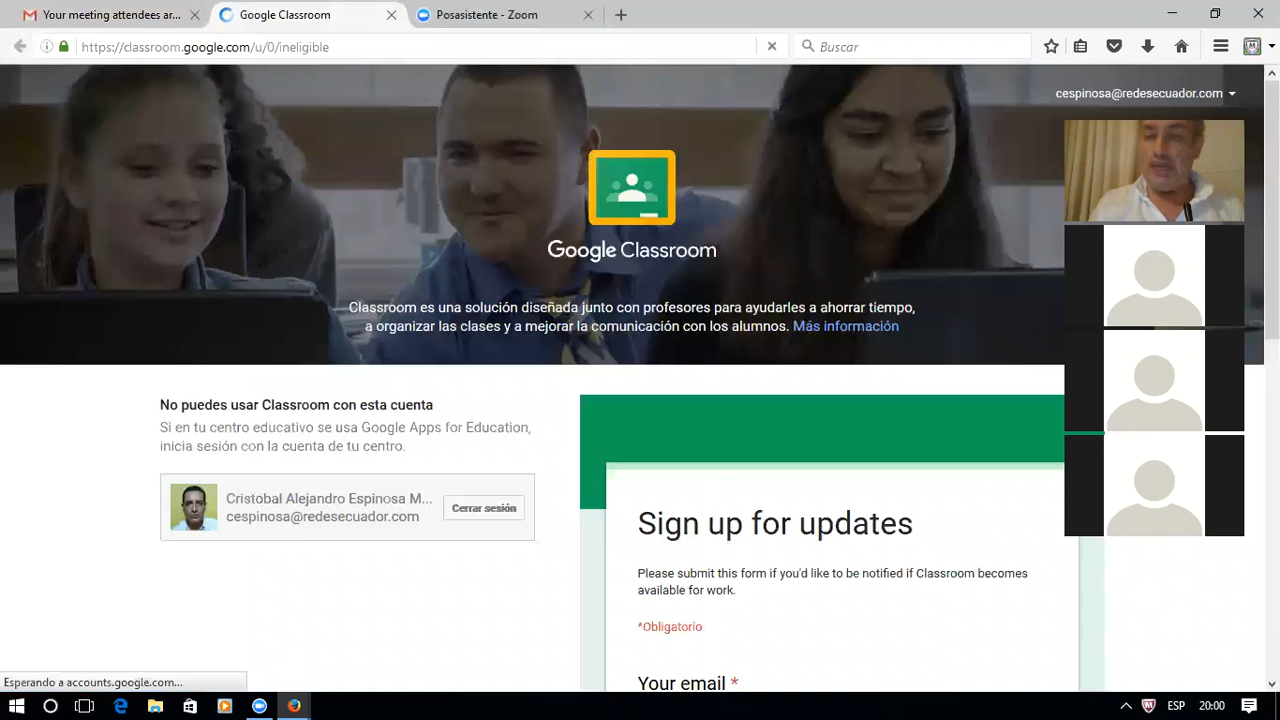 Your meeting attendees ar...
Google Classroom
Posasistente - Zoom
https://classroom.google.com/u/0/ineligible
Buscar
cespinosa@redesecuador.com
Google Classroom
Classroom es una solución diseñada junto con profesores para ayudarles a ahorrar tiempo,
a organizar las clases y a mejorar la comunicación con los alumnos. Más información
No puedes usar Classroom con esta cuenta
Si en tu centro educativo se usa Google Apps for Education,
inicia sesión con la cuenta de tu centro.
Cristobal Alejandro Espinosa M...
cespinosa@redesecuador.com
Cerrar sesión
Sign up for updates
Please submit this form if you'd like to be notified if Classroom becomes
available for work.
*Obligatorio
Your email *
Esperando a accounts.google.com...
ESP
20:00